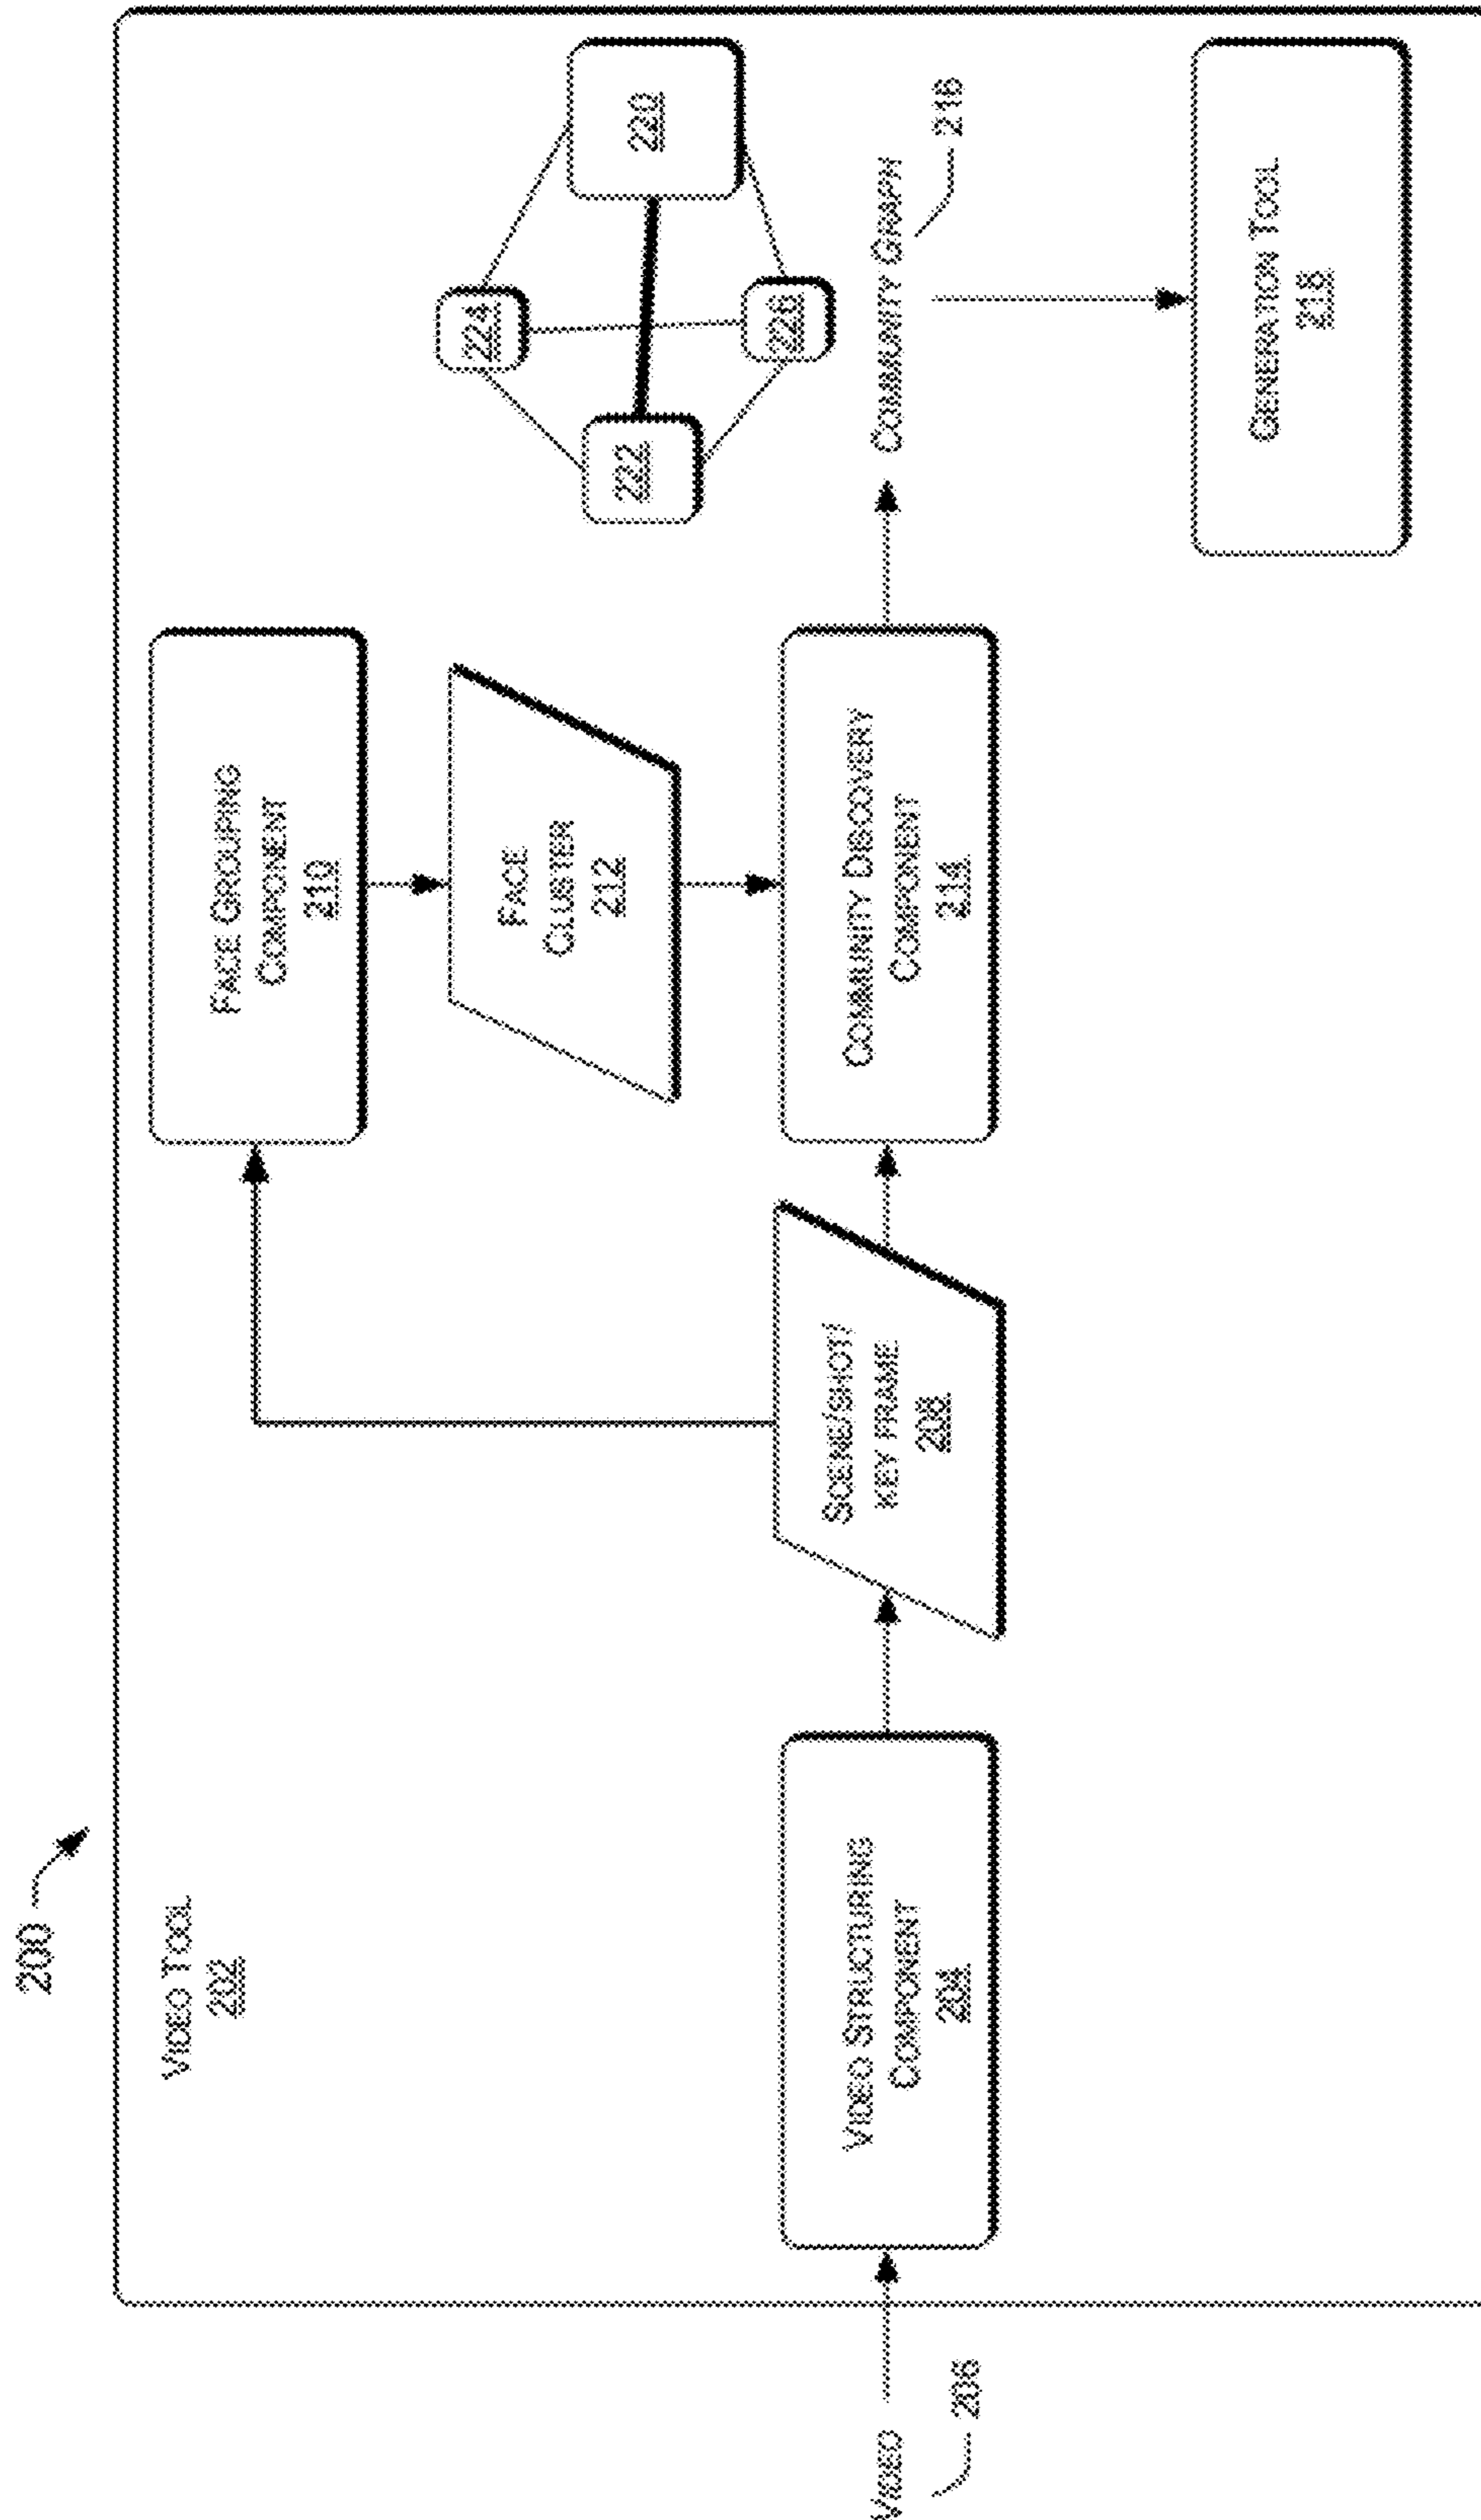 200
VIDEO TOOL
202
FACE GROUPING
COMPONENT
210
FACE
CLUSTER
212
224
220
222
226
VIDEO
206
VIDEO STRUCTURING
COMPONENT
204
SCENE/SHOT/
KEY FRAME
208
COMMUNITY DISCOVERY
COMPONENT
214
COMMUNITY GRAPH
216
GENERATION TOOL
218